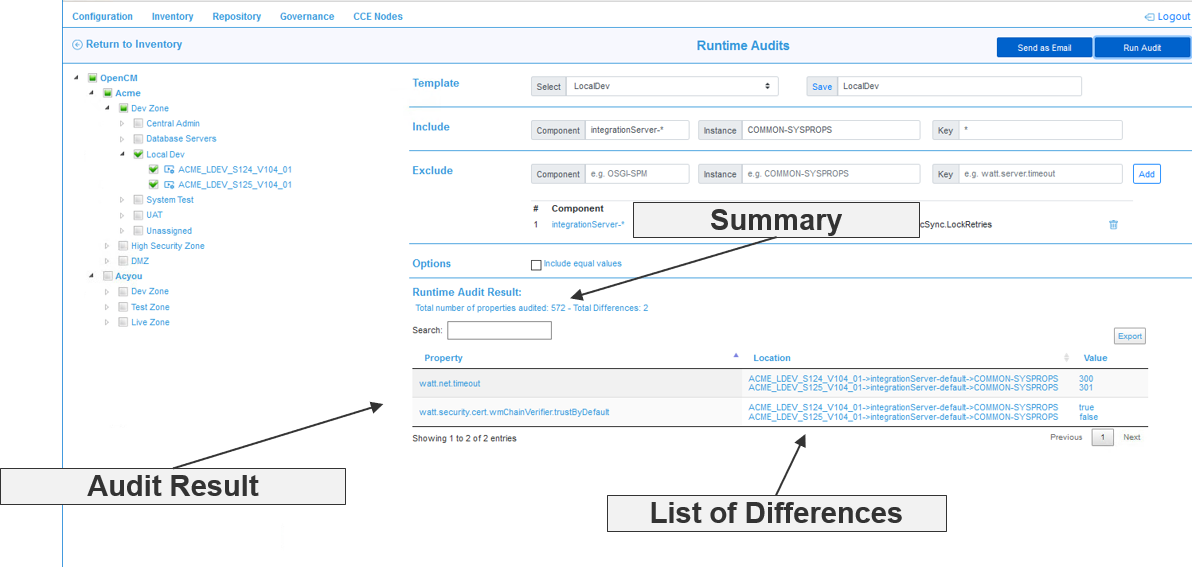 Configuration Inventory Repository Governance CCE Nodes Logout
Return to Inventory Runtime Audits Send as Email Run Audit
OpenCM
Acme
Dev Zone
Central Admin
Database Servers
Local Dev
ACME_LDEV_S124_V104_01
ACME_LDEV_S125_V104_01
System Test
UAT
Unassigned
High Security Zone
DMZ
Acyou
Dev Zone
Test Zone
Live Zone
Template Select LocalDev Save LocalDev
Include Component integrationServer-* Instance COMMON-SYSPROPS Key *
Exclude Component e.g. OSGI-SPM Instance e.g. COMMON-SYSPROPS Key e.g. watt.server.timeout Add
# Component
1 integrationServer-* cSync.LockRetries
Summary
Options Include equal values
Runtime Audit Result:
Total number of properties audited: 572 - Total Differences: 2
Search:
Export
Property Location Value
watt.net.timeout
ACME_LDEV_S124_V104_01->integrationServer-default->COMMON-SYSPROPS 300
ACME_LDEV_S125_V104_01->integrationServer-default->COMMON-SYSPROPS 301
watt.security.cert.wmChainVerifier.trustByDefault
ACME_LDEV_S124_V104_01->integrationServer-default->COMMON-SYSPROPS true
ACME_LDEV_S125_V104_01->integrationServer-default->COMMON-SYSPROPS false
Showing 1 to 2 of 2 entries Previous 1 Next
Audit Result
List of Differences